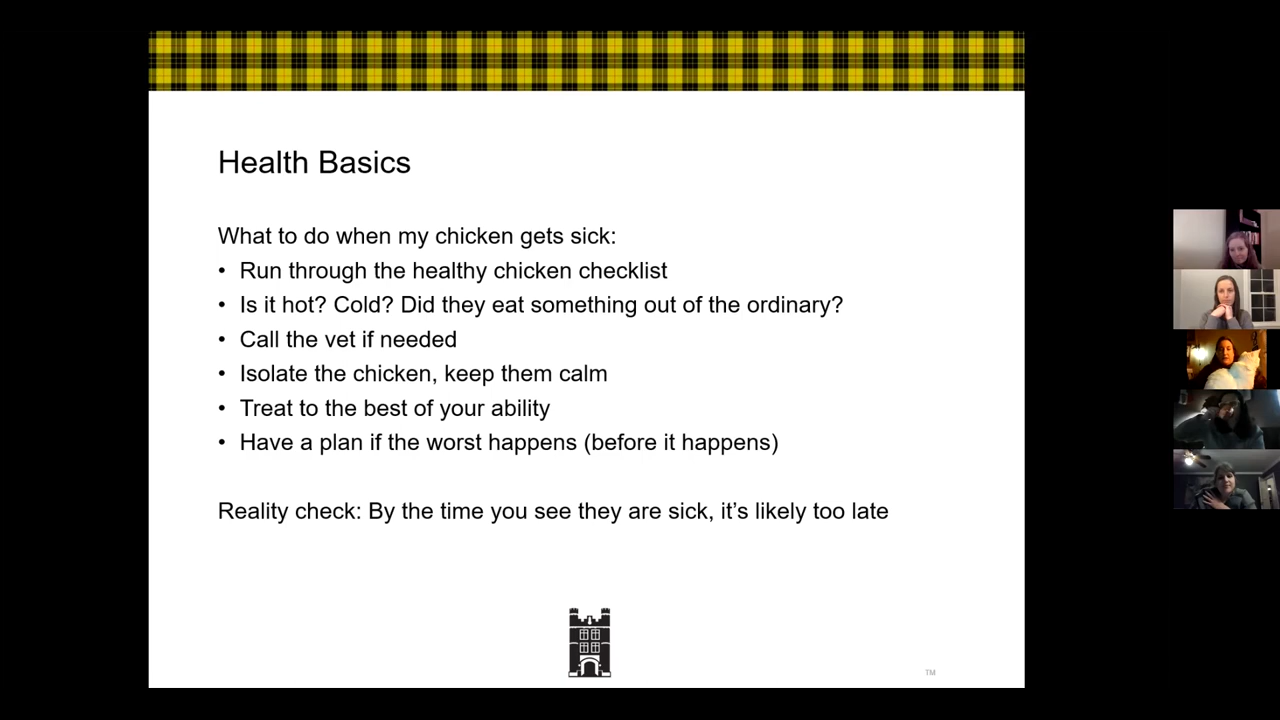 Health Basics
What to do when my chicken gets sick:
• Run through the healthy chicken checklist
• Is it hot? Cold? Did they eat something out of the ordinary?
• Call the vet if needed
• Isolate the chicken, keep them calm
• Treat to the best of your ability
• Have a plan if the worst happens (before it happens)
Reality check: By the time you see they are sick, it’s likely too late
TM